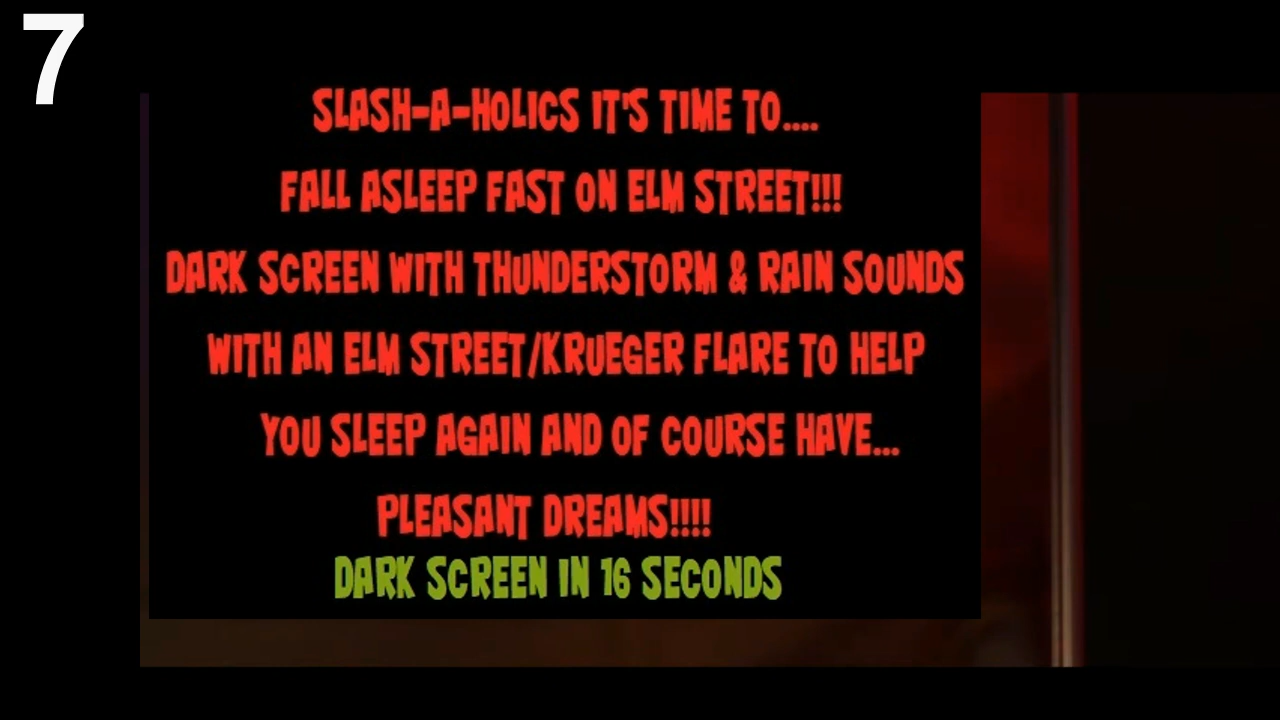 7
SLASH-A-HOLICS IT'S TIME TO....
FALL ASLEEP FAST ON ELM STREET!!!
DARK SCREEN WITH THUNDERSTORM & RAIN SOUNDS
WITH AN ELM STREET/KRUEGER FLARE TO HELP
YOU SLEEP AGAIN AND OF COURSE HAVE...
PLEASANT DREAMS!!!!
DARK SCREEN IN 16 SECONDS